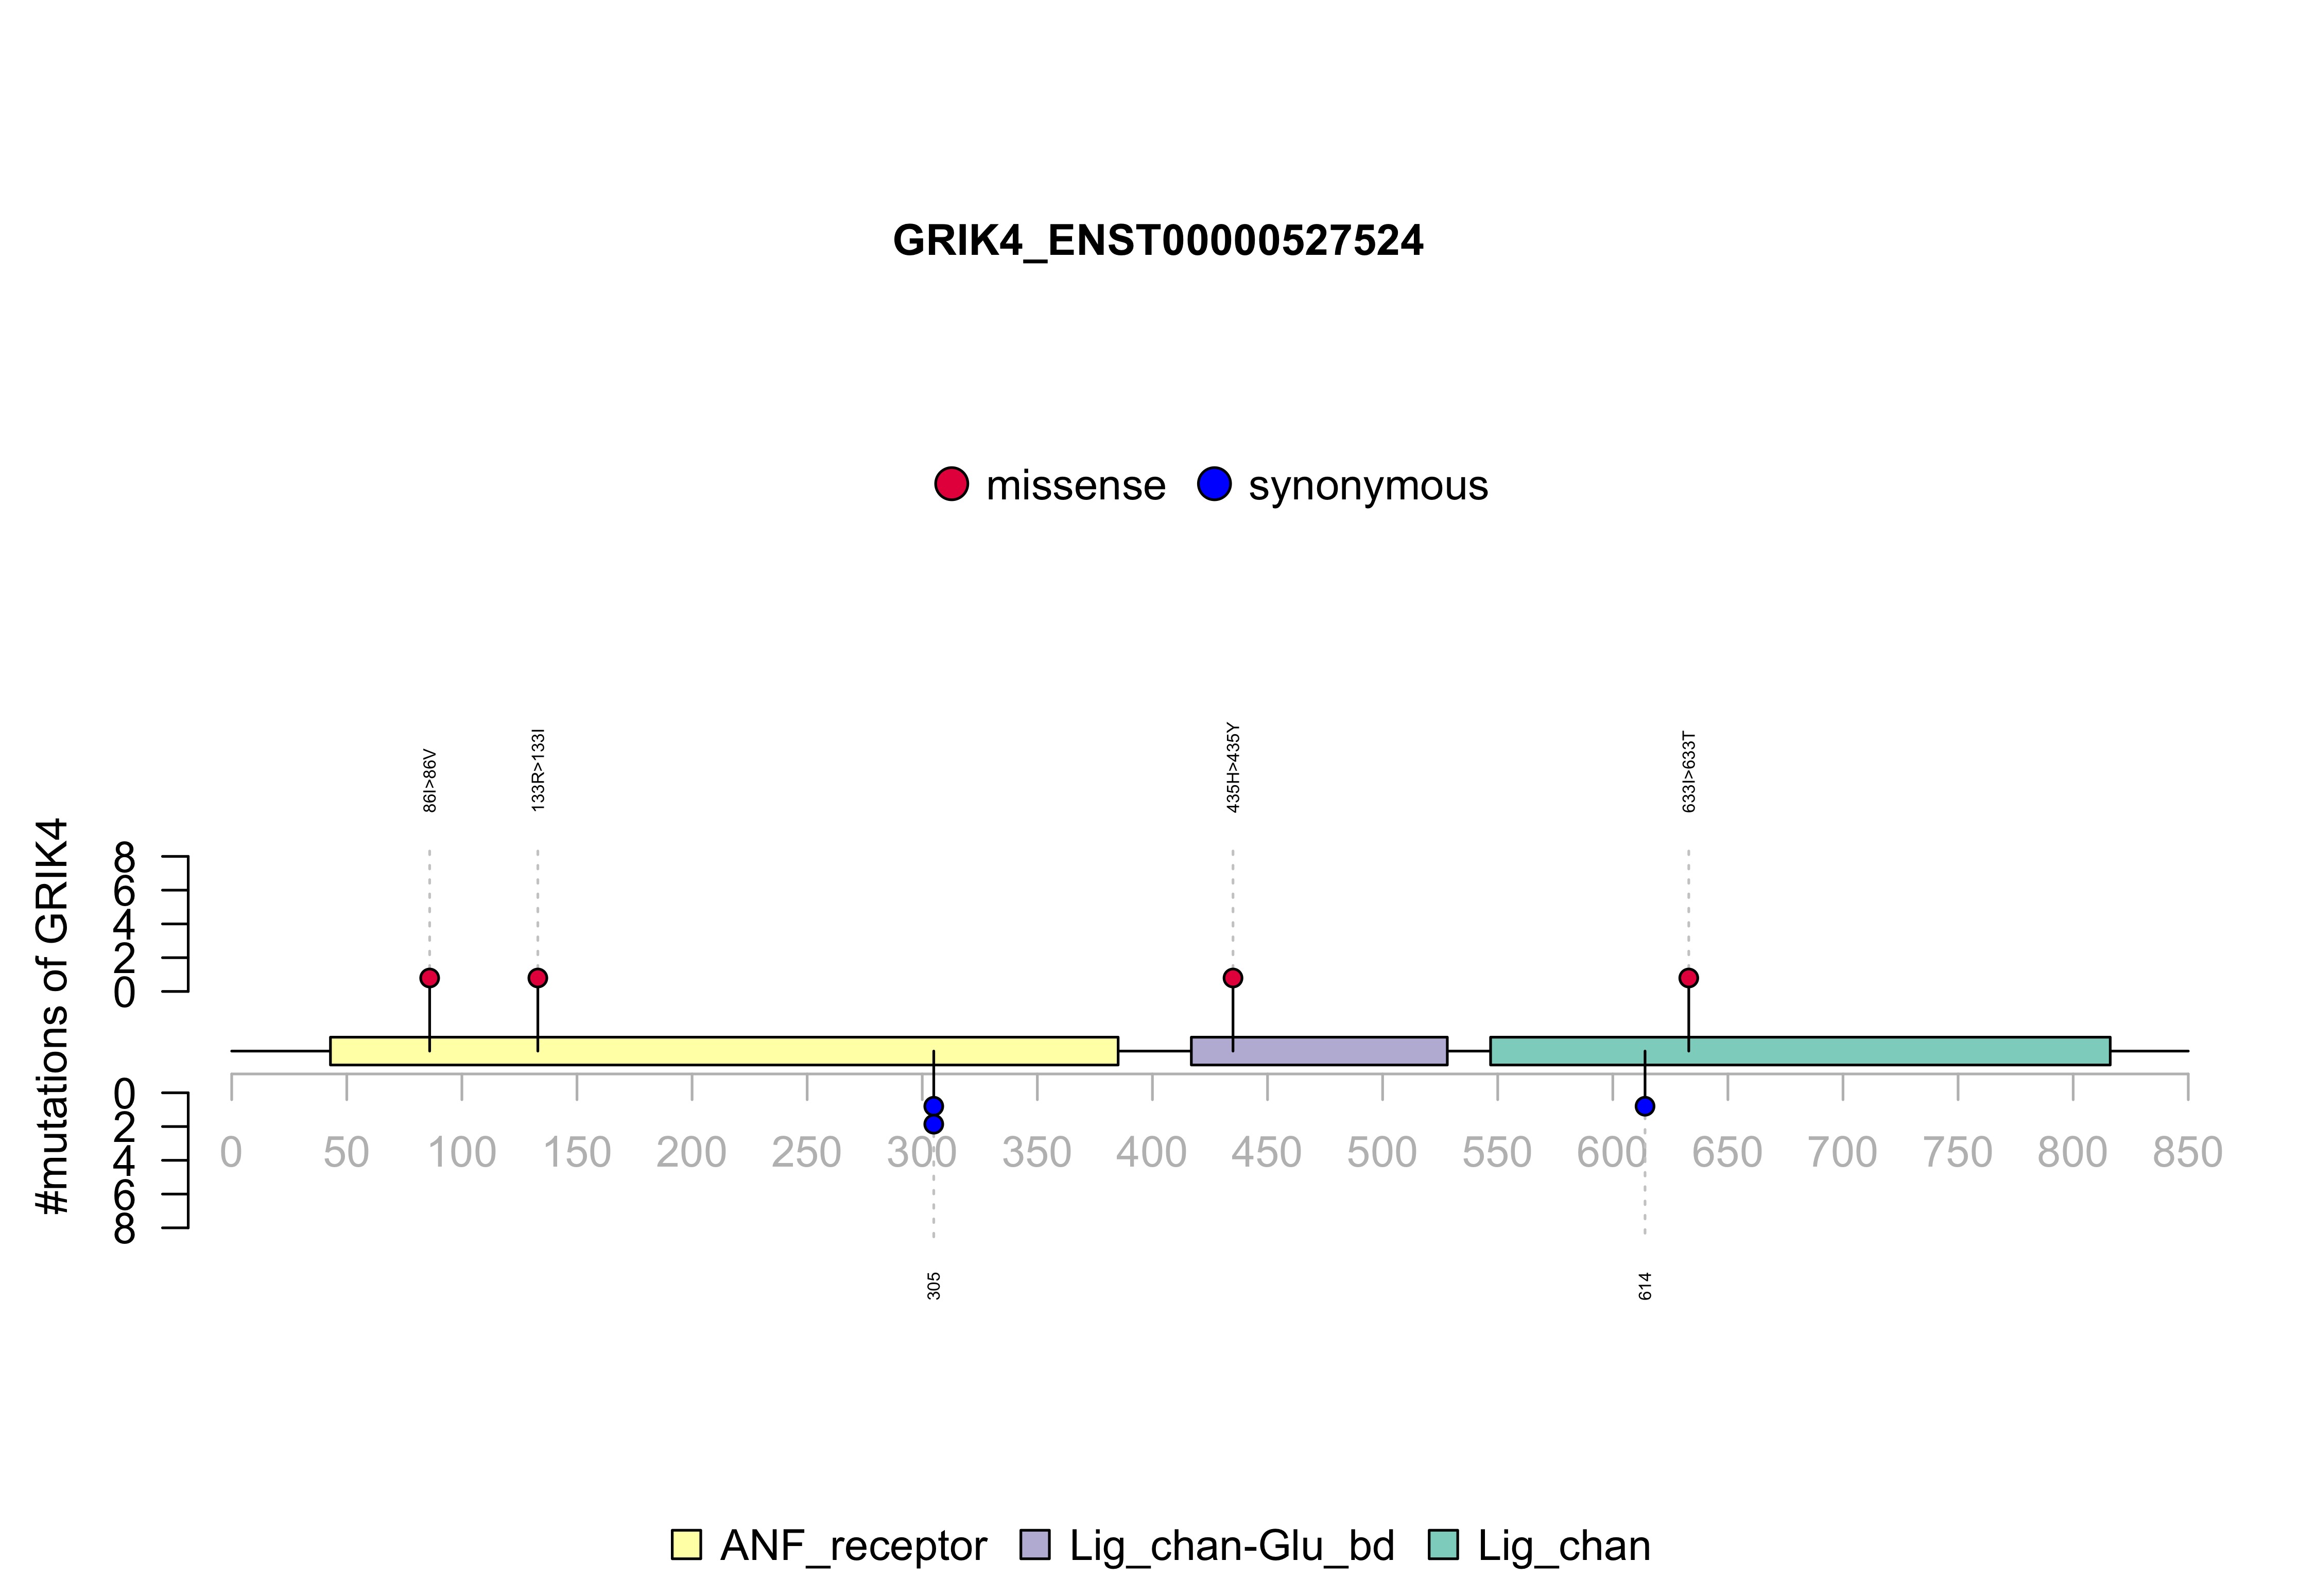 GRIK4_ENST00000527524
missense synonymous
86I>86V 133R>133I 435H>435Y 633I>633T
#mutations of GRIK4
8
6
4
2
0
0
2
4
6
8
0 50 100 150 200 250 300 350 400 450 500 550 600 650 700 750 800 850
305 614
ANF_receptor Lig_chan-Glu_bd Lig_chan